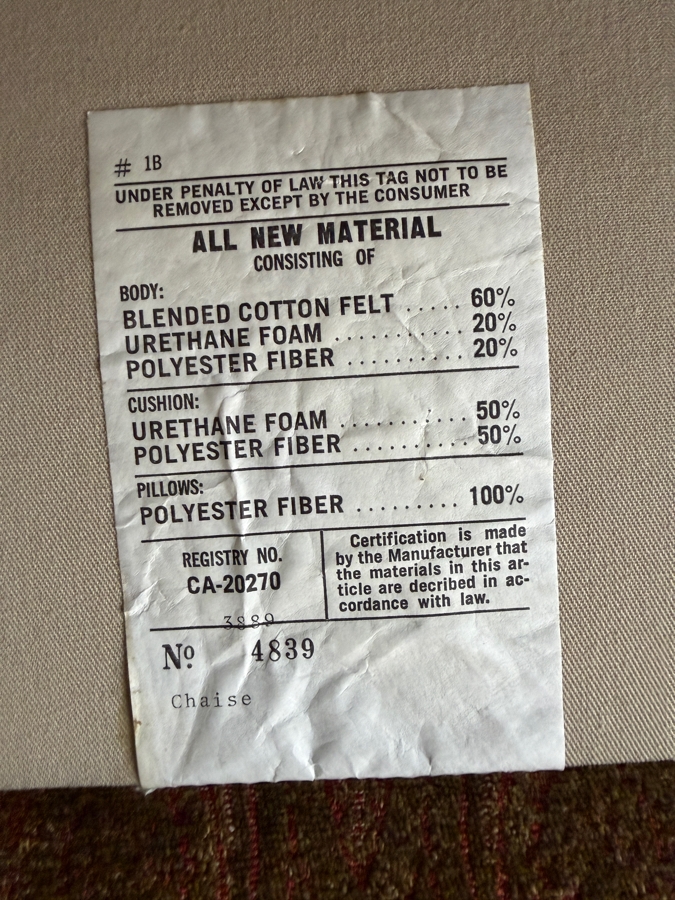 # 1B
UNDER PENALTY OF LAW THIS TAG NOT TO BE
REMOVED EXCEPT BY THE CONSUMER
ALL NEW MATERIAL
CONSISTING OF
BODY:
BLENDED COTTON FELT ..... 60%
URETHANE FOAM ........... 20%
POLYESTER FIBER .......... 20%
CUSHION:
URETHANE FOAM ........... 50%
POLYESTER FIBER .......... 50%
PILLOWS:
POLYESTER FIBER ......... 100%
REGISTRY NO.
CA-20270
Certification is made
by the Manufacturer that
the materials in this ar-
ticle are decribed in ac-
cordance with law.
3889
Nº 4839
Chaise